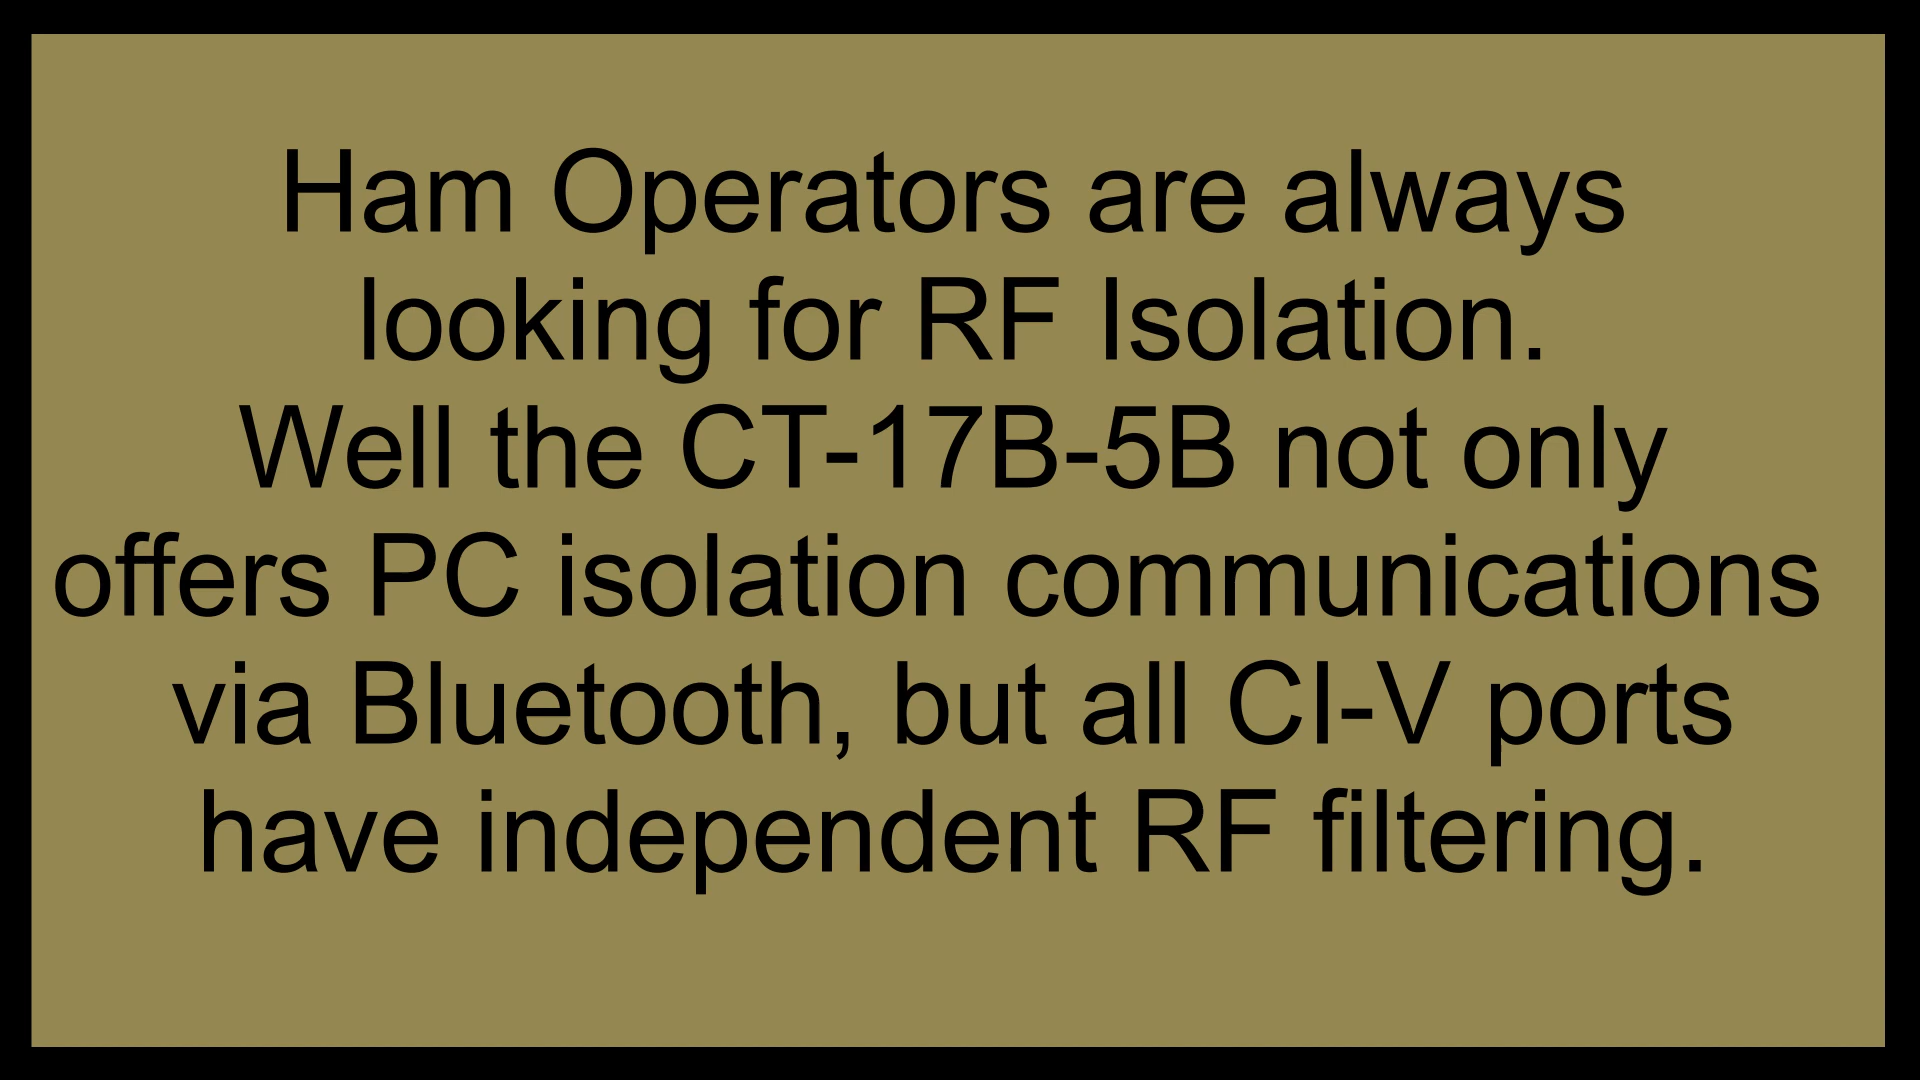 Ham Operators are always
looking for RF Isolation.
Well the CT-17B-5B not only
offers PC isolation communications
via Bluetooth, but all CI-V ports
have independent RF filtering.